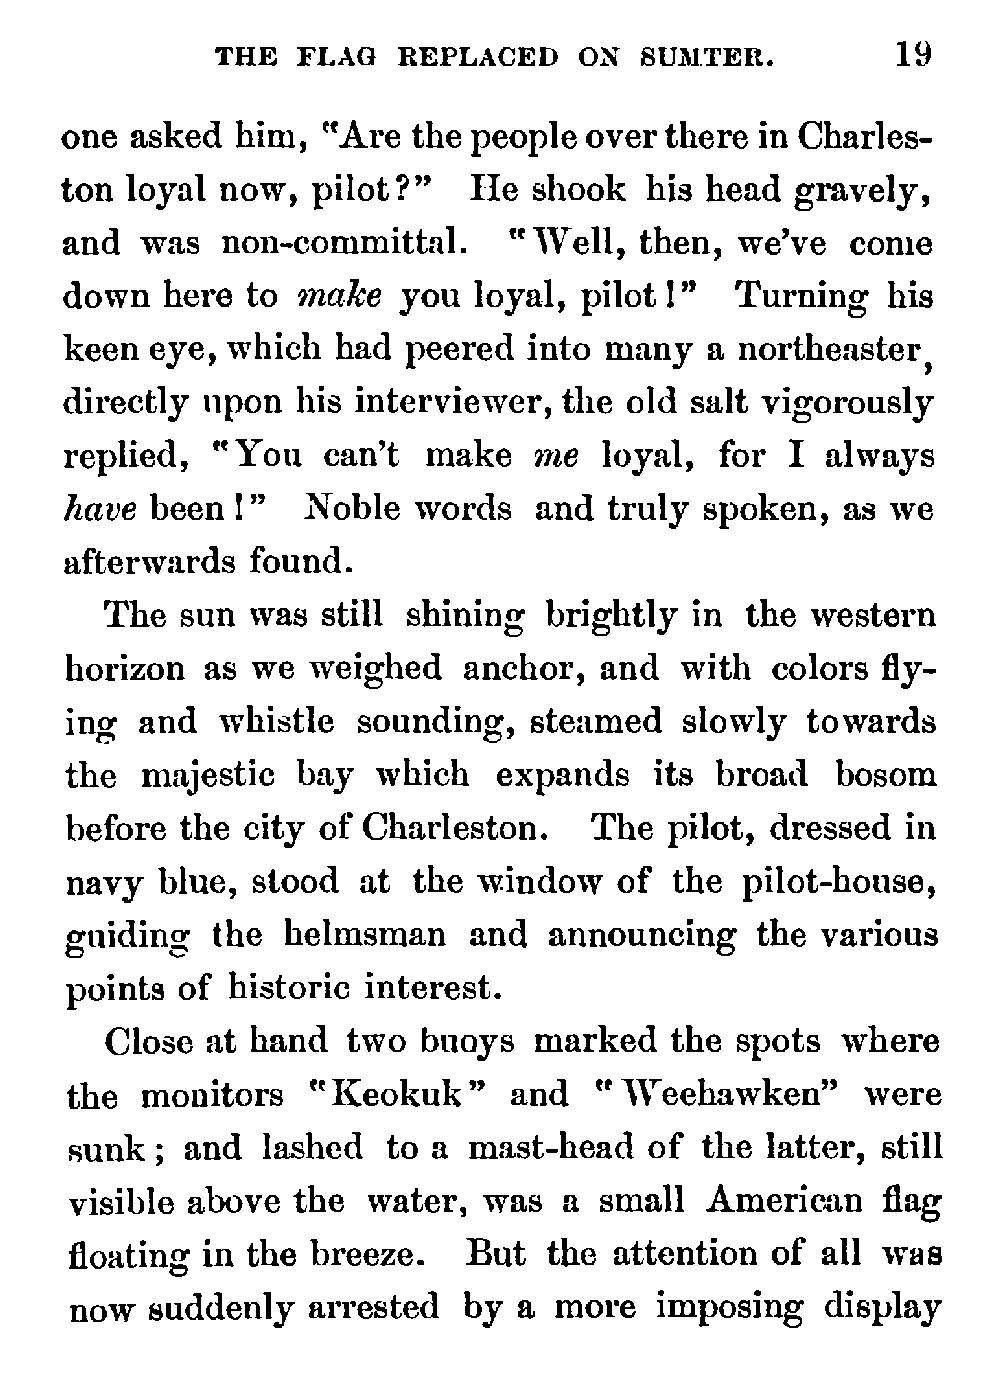 THE FLAG REPLACED ON SUMTER. 19
one asked him, "Are the people over there in Charles-
ton loyal now, pilot?" He shook his head gravely,
and was non-committal. "Well, then, we've come
down here to make you loyal, pilot!" Turning his
keen eye, which had peered into many a northeaster,
directly upon his interviewer, the old salt vigorously
replied, "You can't make me loyal, for I always
have been!" Noble words and truly spoken, as we
afterwards found.
The sun was still shining brightly in the western
horizon as we weighed anchor, and with colors fly-
ing and whistle sounding, steamed slowly towards
the majestic bay which expands its broad bosom
before the city of Charleston. The pilot, dressed in
navy blue, stood at the window of the pilot-house,
guiding the helmsman and announcing the various
points of historic interest.
Close at hand two buoys marked the spots where
the monitors "Keokuk" and "Weehawken" were
sunk; and lashed to a mast-head of the latter, still
visible above the water, was a small American flag
floating in the breeze. But the attention of all was
now suddenly arrested by a more imposing display